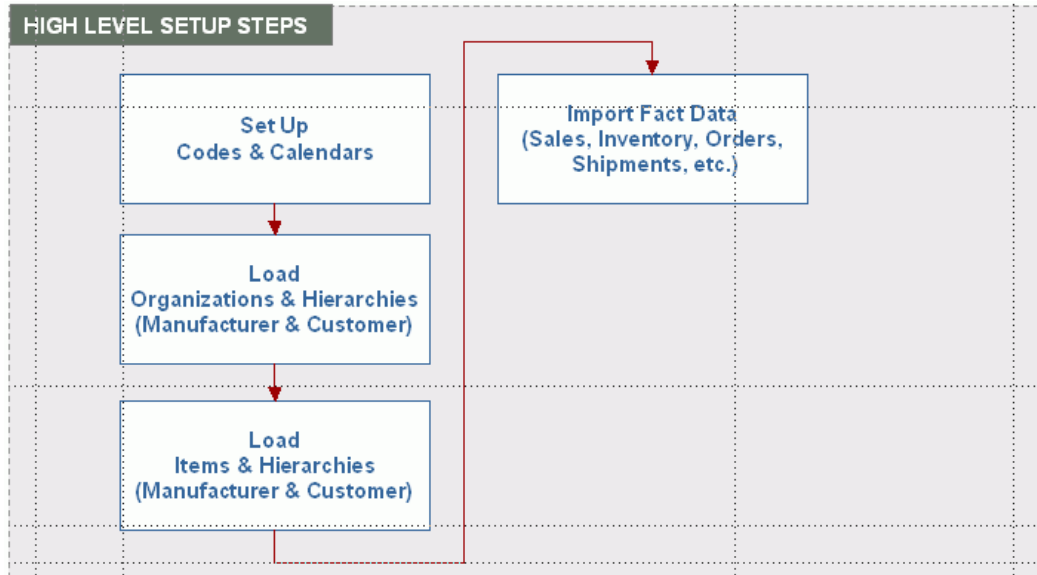 HIGH LEVEL SETUP STEPS
Set Up
Codes & Calendars
Load
Organizations & Hierarchies
(Manufacturer & Customer)
Load
Items & Hierarchies
(Manufacturer & Customer)
Import Fact Data
(Sales, Inventory, Orders,
Shipments, etc.)